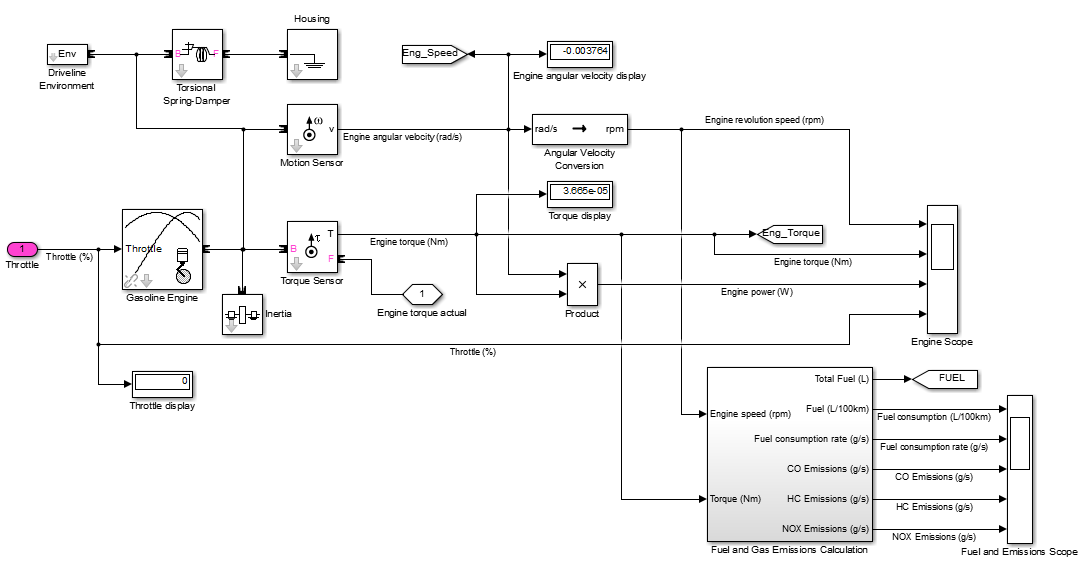 Housing
Env
B
F
Driveline
Environment
Torsional
Spring-Damper
Eng_Speed
-0.003764
Engine angular velocity display
(ω)
v
Motion Sensor
Engine angular velocity (rad/s)
rad/s
rpm
Angular Velocity
Conversion
Engine revolution speed (rpm)
3.665e-05
Torque display
1
Throttle
Throttle (%)
Throttle
Gasoline Engine
B
τ
T
F
Torque Sensor
Engine torque (Nm)
Eng_Torque
Engine torque (Nm)
1
Engine torque actual
×
Product
Engine power (W)
Inertia
Engine Scope
Throttle (%)
0
Throttle display
Engine speed (rpm)
Torque (Nm)
Total Fuel (L)
Fuel (L/100km)
Fuel consumption rate (g/s)
CO Emissions (g/s)
HC Emissions (g/s)
NOX Emissions (g/s)
Fuel and Gas Emissions Calculation
FUEL
Fuel consumption (L/100km)
Fuel consumption rate (g/s)
CO Emissions (g/s)
HC Emissions (g/s)
NOX Emissions (g/s)
Fuel and Emissions Scope